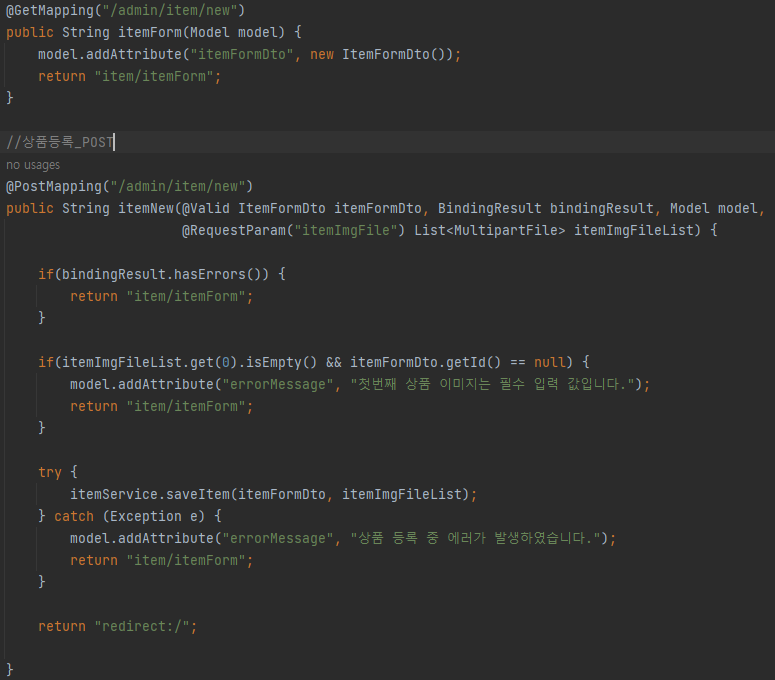 @GetMapping("/admin/item/new")
public String itemForm(Model model) {
    model.addAttribute("itemFormDto", new ItemFormDto());
    return "item/itemForm";
}
//상품등록_POST
no usages
@PostMapping("/admin/item/new")
public String itemNew(@Valid ItemFormDto itemFormDto, BindingResult bindingResult, Model model,
                      @RequestParam("itemImgFile") List<MultipartFile> itemImgFileList) {
    if(bindingResult.hasErrors()) {
        return "item/itemForm";
    }
    if(itemImgFileList.get(0).isEmpty() && itemFormDto.getId() == null) {
        model.addAttribute("errorMessage", "첫번째 상품 이미지는 필수 입력 값입니다.");
        return "item/itemForm";
    }
    try {
        itemService.saveItem(itemFormDto, itemImgFileList);
    } catch (Exception e) {
        model.addAttribute("errorMessage", "상품 등록 중 에러가 발생하였습니다.");
        return "item/itemForm";
    }
    return "redirect:/";
}